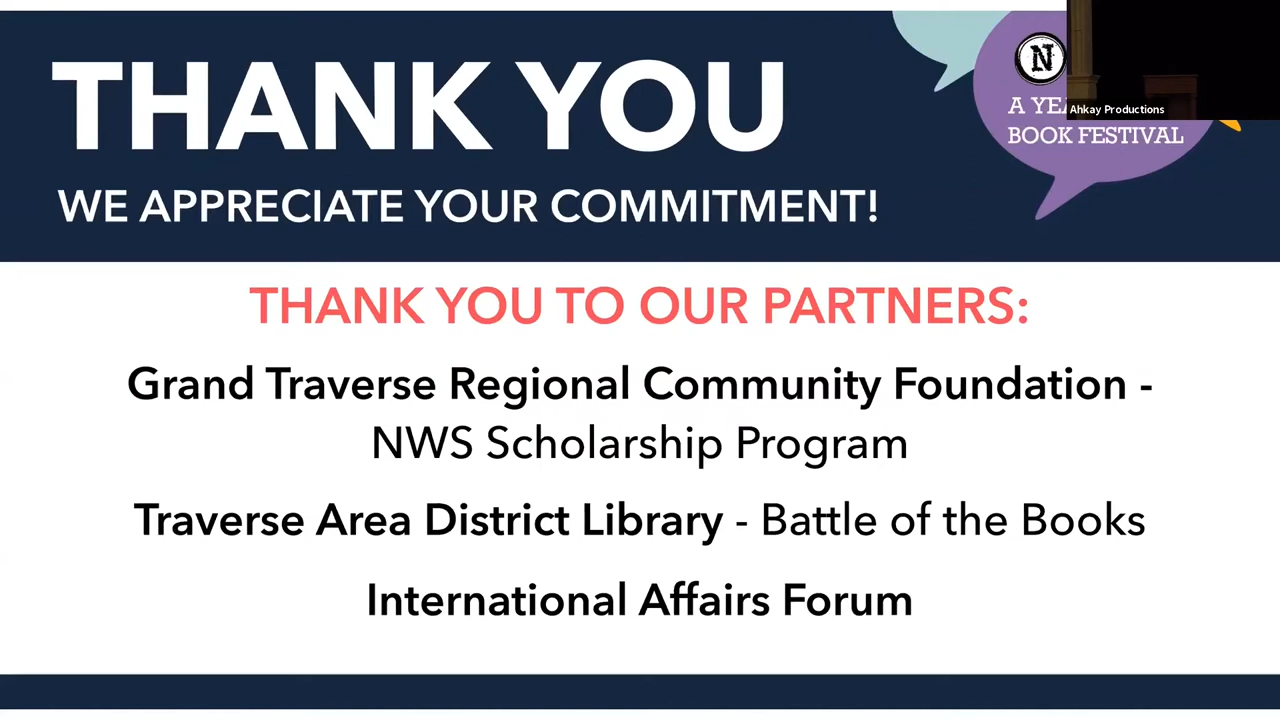 THANK YOU
WE APPRECIATE YOUR COMMITMENT!
N
A YEA
BOOK FESTIVAL
Ahkay Productions
THANK YOU TO OUR PARTNERS:
Grand Traverse Regional Community Foundation -
NWS Scholarship Program
Traverse Area District Library - Battle of the Books
International Affairs Forum